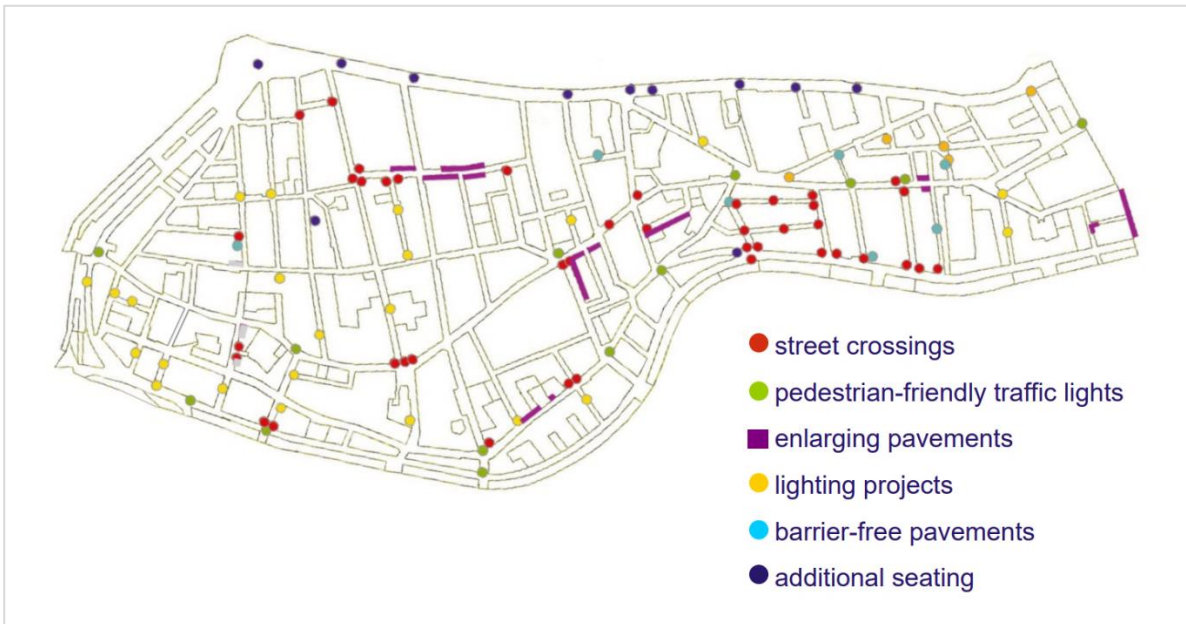 street crossings
pedestrian-friendly traffic lights
enlarging pavements
lighting projects
barrier-free pavements
additional seating